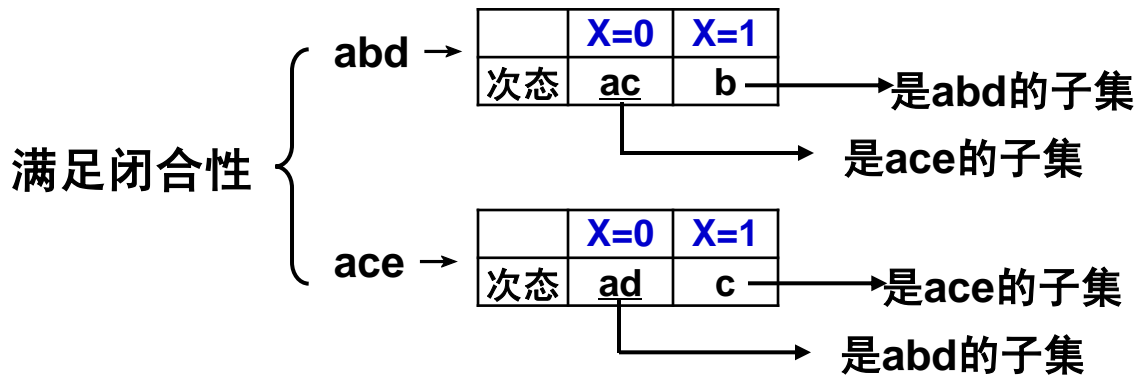 X=0 X=1
abd 次态 ac b 是abd的子集
是ace的子集
满足闭合性
X=0 X=1
ace 次态 ad c 是ace的子集
是abd的子集